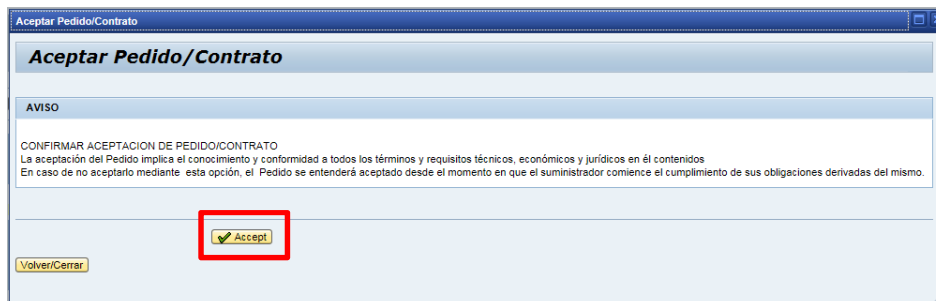 Aceptar Pedido/Contrato
Aceptar Pedido/Contrato
AVISO
CONFIRMAR ACEPTACION DE PEDIDO/CONTRATO
La aceptación del Pedido implica el conocimiento y conformidad a todos los términos y requisitos técnicos, económicos y jurídicos en él contenidos
En caso de no aceptarlo mediante esta opción, el Pedido se entenderá aceptado desde el momento en que el suministrador comience el cumplimiento de sus obligaciones derivadas del mismo.
Accept
Volver/Cerrar